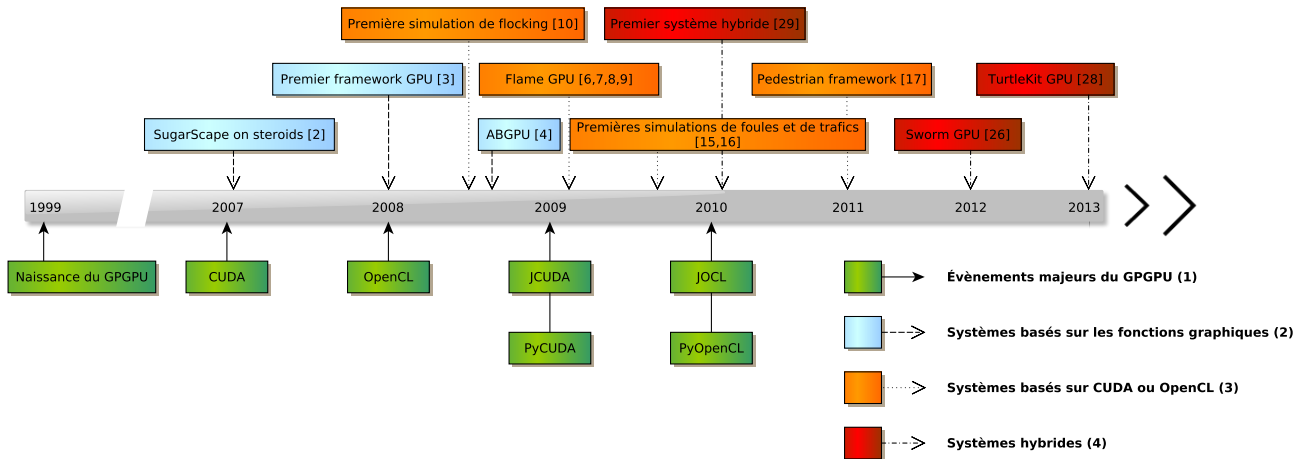 Première simulation de flocking [10]
Premier système hybride [29]
Premier framework GPU [3]
Flame GPU [6,7,8,9]
Pedestrian framework [17]
TurtleKit GPU [28]
SugarScape on steroids [2]
ABGPU [4]
Premières simulations de foules et de trafics
[15,16]
Sworm GPU [26]
1999
2007
2008
2009
2010
2011
2012
2013
Naissance du GPGPU
CUDA
OpenCL
JCUDA
JOCL
Évènements majeurs du GPGPU (1)
PyCUDA
PyOpenCL
Systèmes basés sur les fonctions graphiques (2)
Systèmes basés sur CUDA ou OpenCL (3)
Systèmes hybrides (4)